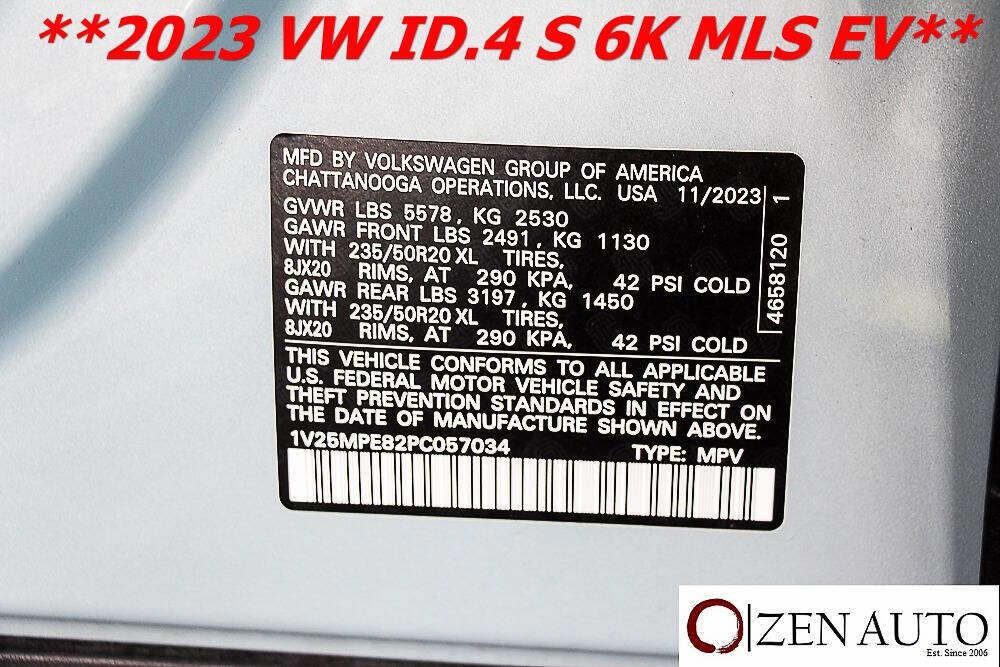 **2023 VW ID.4 S 6K MLS EV**
MFD BY VOLKSWAGEN GROUP OF AMERICA
CHATTANOOGA OPERATIONS, LLC. USA 11/2023
GVWR LBS 5578, KG 2530
GAWR FRONT LBS 2491, KG 1130
WITH 235/50R20 XL TIRES,
8JX20 RIMS, AT 290 KPA, 42 PSI COLD
GAWR REAR LBS 3197, KG 1450
WITH 235/50R20 XL TIRES,
8JX20 RIMS, AT 290 KPA, 42 PSI COLD
4658120 1
THIS VEHICLE CONFORMS TO ALL APPLICABLE
U.S. FEDERAL MOTOR VEHICLE SAFETY AND
THEFT PREVENTION STANDARDS IN EFFECT ON
THE DATE OF MANUFACTURE SHOWN ABOVE.
1V25MPE82PC057034 TYPE: MPV
ZEN AUTO
Est. Since 2006